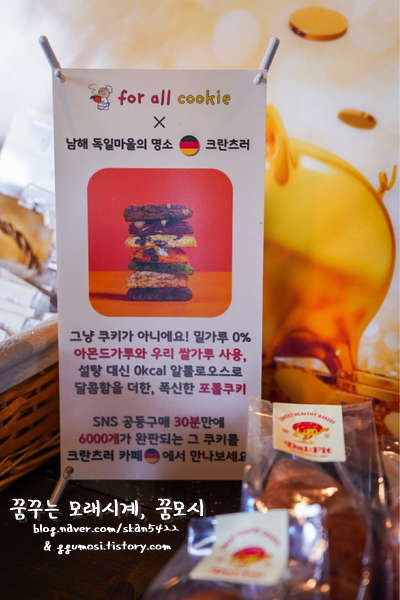 for all cookie
×
남해 독일마을의 명소 크란츠러
그냥 쿠키가 아니에요! 밀가루 0%
아몬드가루와 우리 쌀가루 사용,
설탕 대신 0kcal 알룰로오스로
달콤함을 더한, 폭신한 포롤쿠키
SNS 공동구매 30분만에
6000개가 완판되는 그 쿠키를
크란츠러 카페 에서 만나보세요
꿈꾸는 모래시계, 꿈모시
blog.naver.com/skan5422
& ggumosi.tistory.com
SWEET HEALTHY BAKERY